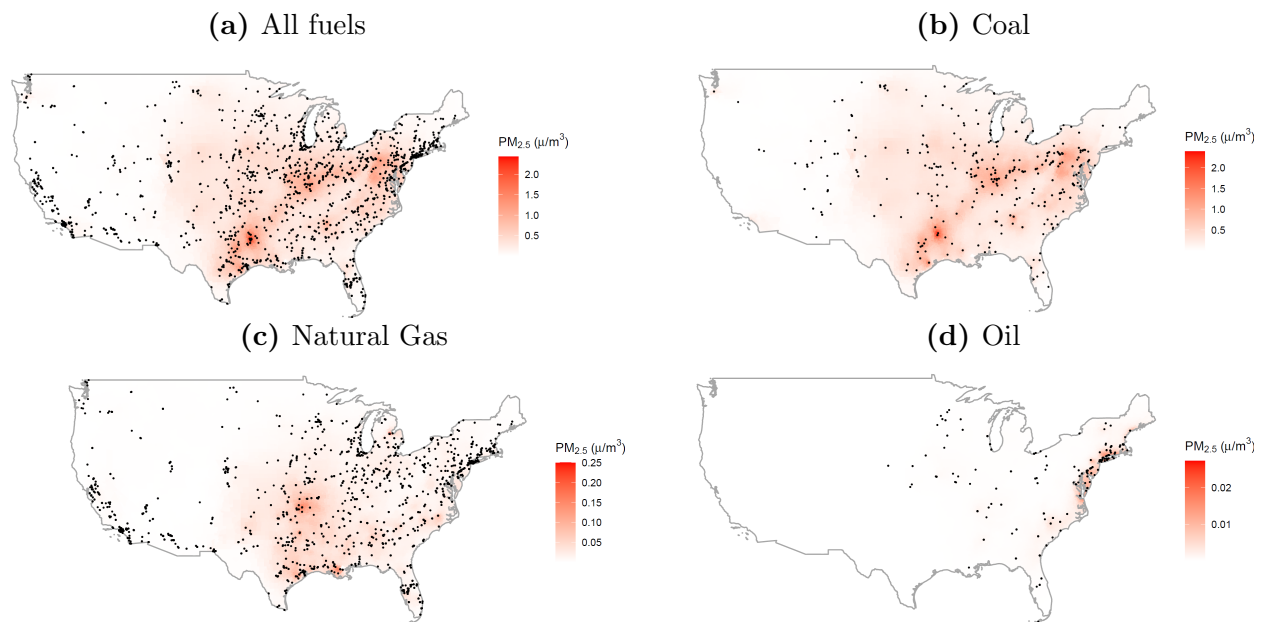 (a) All fuels
PM2.5 (μ/m³)
2.0
1.5
1.0
0.5
(b) Coal
PM2.5 (μ/m³)
2.0
1.5
1.0
0.5
(c) Natural Gas
PM2.5 (μ/m³)
0.25
0.20
0.15
0.10
0.05
(d) Oil
PM2.5 (μ/m³)
0.02
0.01